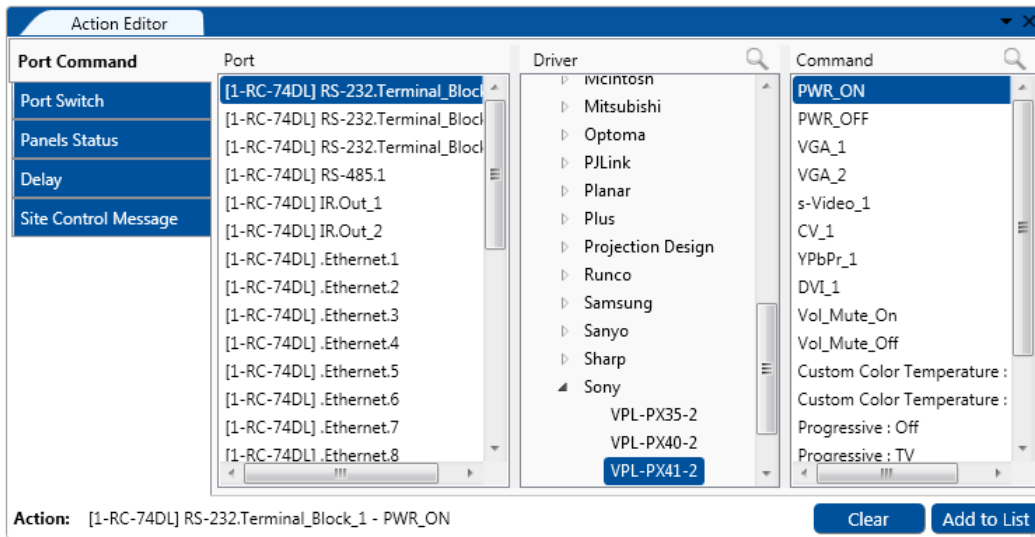 Action Editor
Port Command
Port Switch
Panels Status
Delay
Site Control Message
Port
[1-RC-74DL] RS-232.Terminal_Block
[1-RC-74DL] RS-232.Terminal_Block
[1-RC-74DL] RS-232.Terminal_Block
[1-RC-74DL] RS-485.1
[1-RC-74DL] IR.Out_1
[1-RC-74DL] IR.Out_2
[1-RC-74DL] .Ethernet.1
[1-RC-74DL] .Ethernet.2
[1-RC-74DL] .Ethernet.3
[1-RC-74DL] .Ethernet.4
[1-RC-74DL] .Ethernet.5
[1-RC-74DL] .Ethernet.6
[1-RC-74DL] .Ethernet.7
[1-RC-74DL] .Ethernet.8
Driver
McIntosh
Mitsubishi
Optoma
PJLink
Planar
Plus
Projection Design
Runco
Samsung
Sanyo
Sharp
Sony
VPL-PX35-2
VPL-PX40-2
VPL-PX41-2
Command
PWR_ON
PWR_OFF
VGA_1
VGA_2
s-Video_1
CV_1
YPbPr_1
DVI_1
Vol_Mute_On
Vol_Mute_Off
Custom Color Temperature :
Custom Color Temperature :
Progressive : Off
Progressive : TV
Action: [1-RC-74DL] RS-232.Terminal_Block_1 - PWR_ON
Clear
Add to List